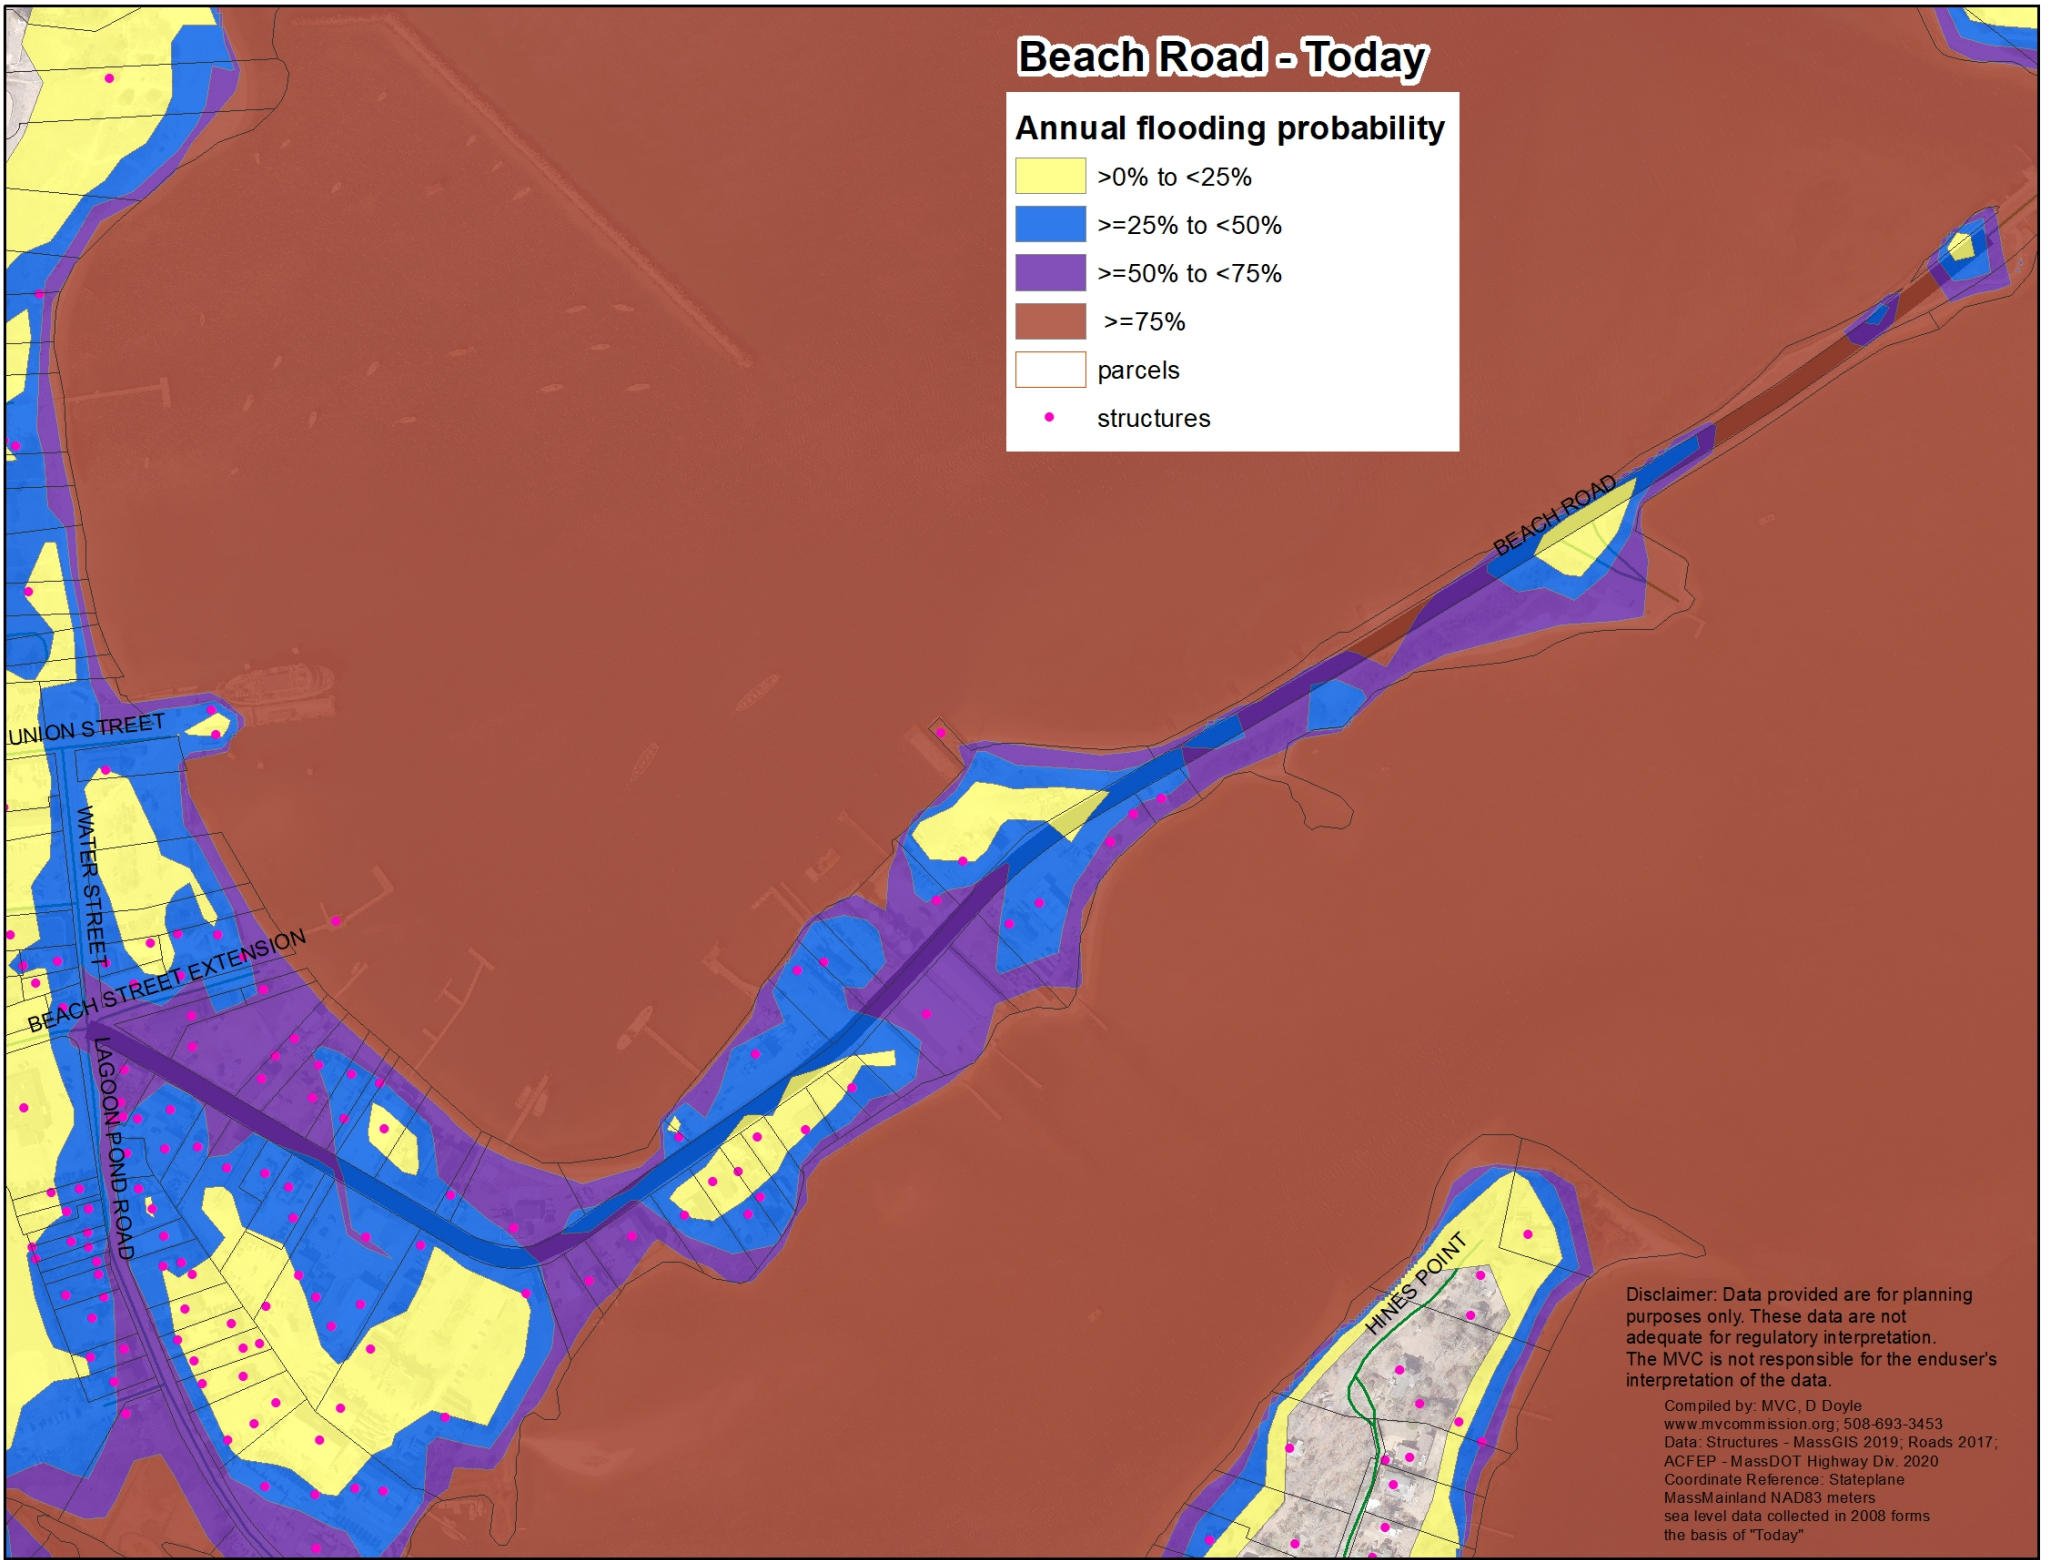 Beach Road - Today
Annual flooding probability
>0% to <25%
>=25% to <50%
>=50% to <75%
>=75%
parcels
structures
BEACH ROAD
UNION STREET
WATER STREET
BEACH STREET EXTENSION
LAGOON POND ROAD
HINES POINT
Disclaimer: Data provided are for planning
purposes only. These data are not
adequate for regulatory interpretation.
The MVC is not responsible for the enduser's
interpretation of the data.
Compiled by: MVC, D Doyle
www.mvcommission.org; 508-693-3453
Data: Structures - MassGIS 2019; Roads 2017;
ACFEP - MassDOT Highway Div. 2020
Coordinate Reference: Stateplane
MassMainland NAD83 meters
sea level data collected in 2008 forms
the basis of "Today"